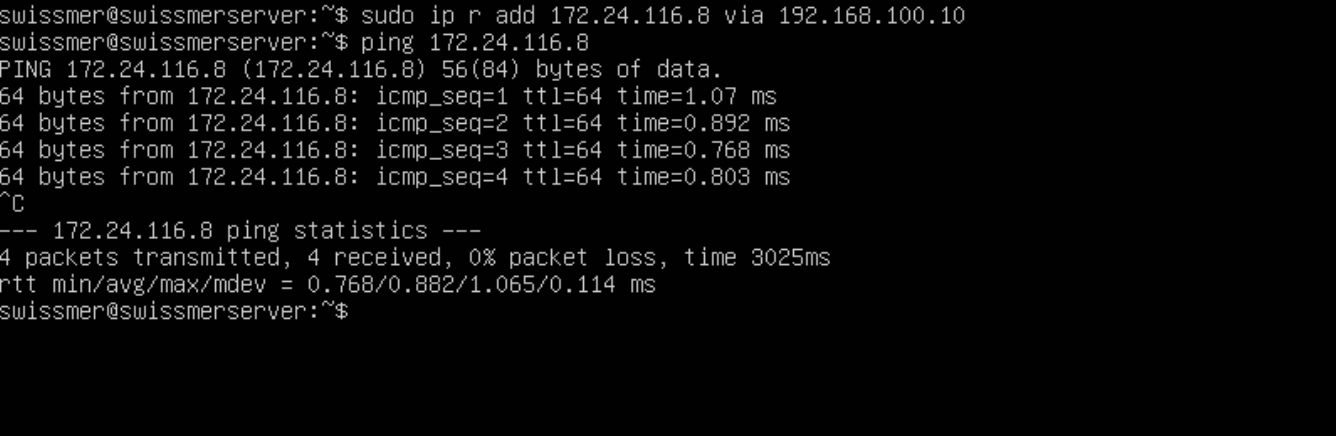 swissmer@swissmerserver:~$ sudo ip r add 172.24.116.8 via 192.168.100.10
swissmer@swissmerserver:~$ ping 172.24.116.8
PING 172.24.116.8 (172.24.116.8) 56(84) bytes of data.
64 bytes from 172.24.116.8: icmp_seq=1 ttl=64 time=1.07 ms
64 bytes from 172.24.116.8: icmp_seq=2 ttl=64 time=0.892 ms
64 bytes from 172.24.116.8: icmp_seq=3 ttl=64 time=0.768 ms
64 bytes from 172.24.116.8: icmp_seq=4 ttl=64 time=0.803 ms
^C
--- 172.24.116.8 ping statistics ---
4 packets transmitted, 4 received, 0% packet loss, time 3025ms
rtt min/avg/max/mdev = 0.768/0.882/1.065/0.114 ms
swissmer@swissmerserver:~$